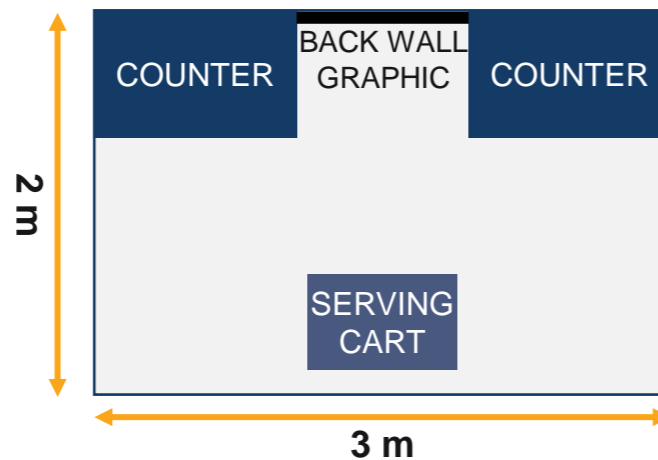 BACK WALL
GRAPHIC
COUNTER
COUNTER
2 m
SERVING
CART
3 m